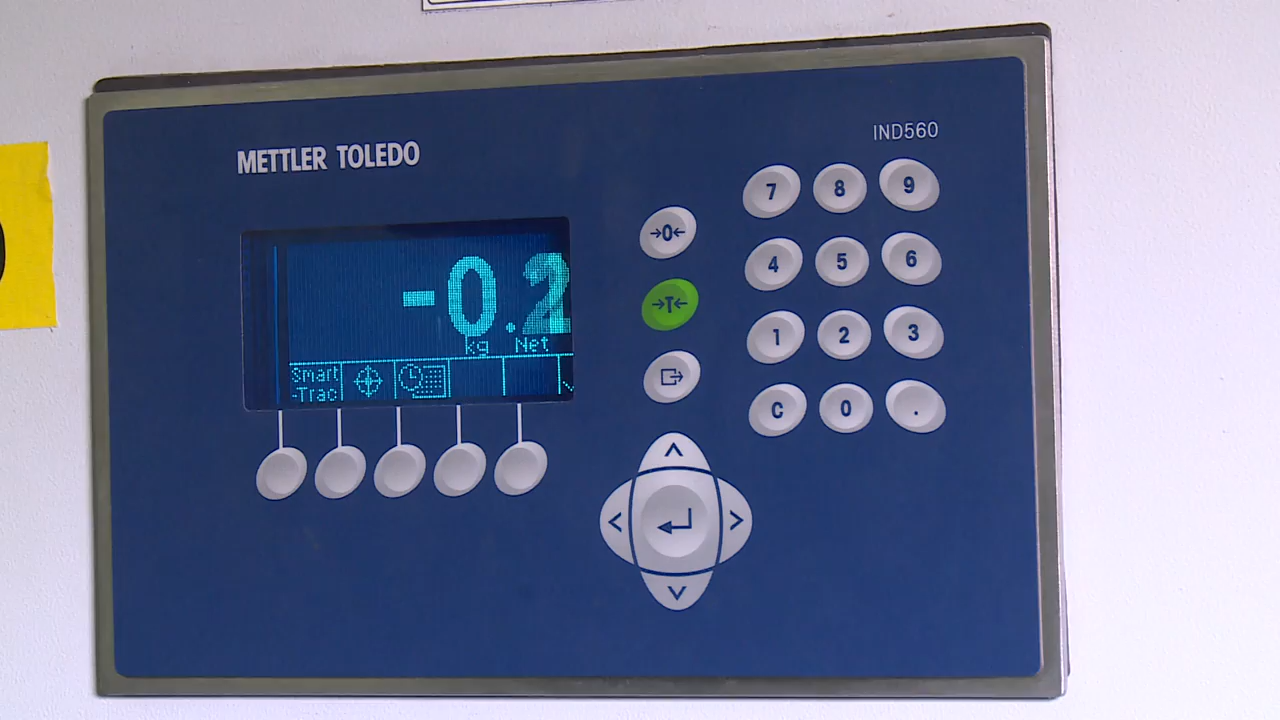 METTLER TOLEDO
IND560
-0.2
kg Net
Smart
-Trac
→0←
→T←
7 8 9
4 5 6
1 2 3
C 0 .